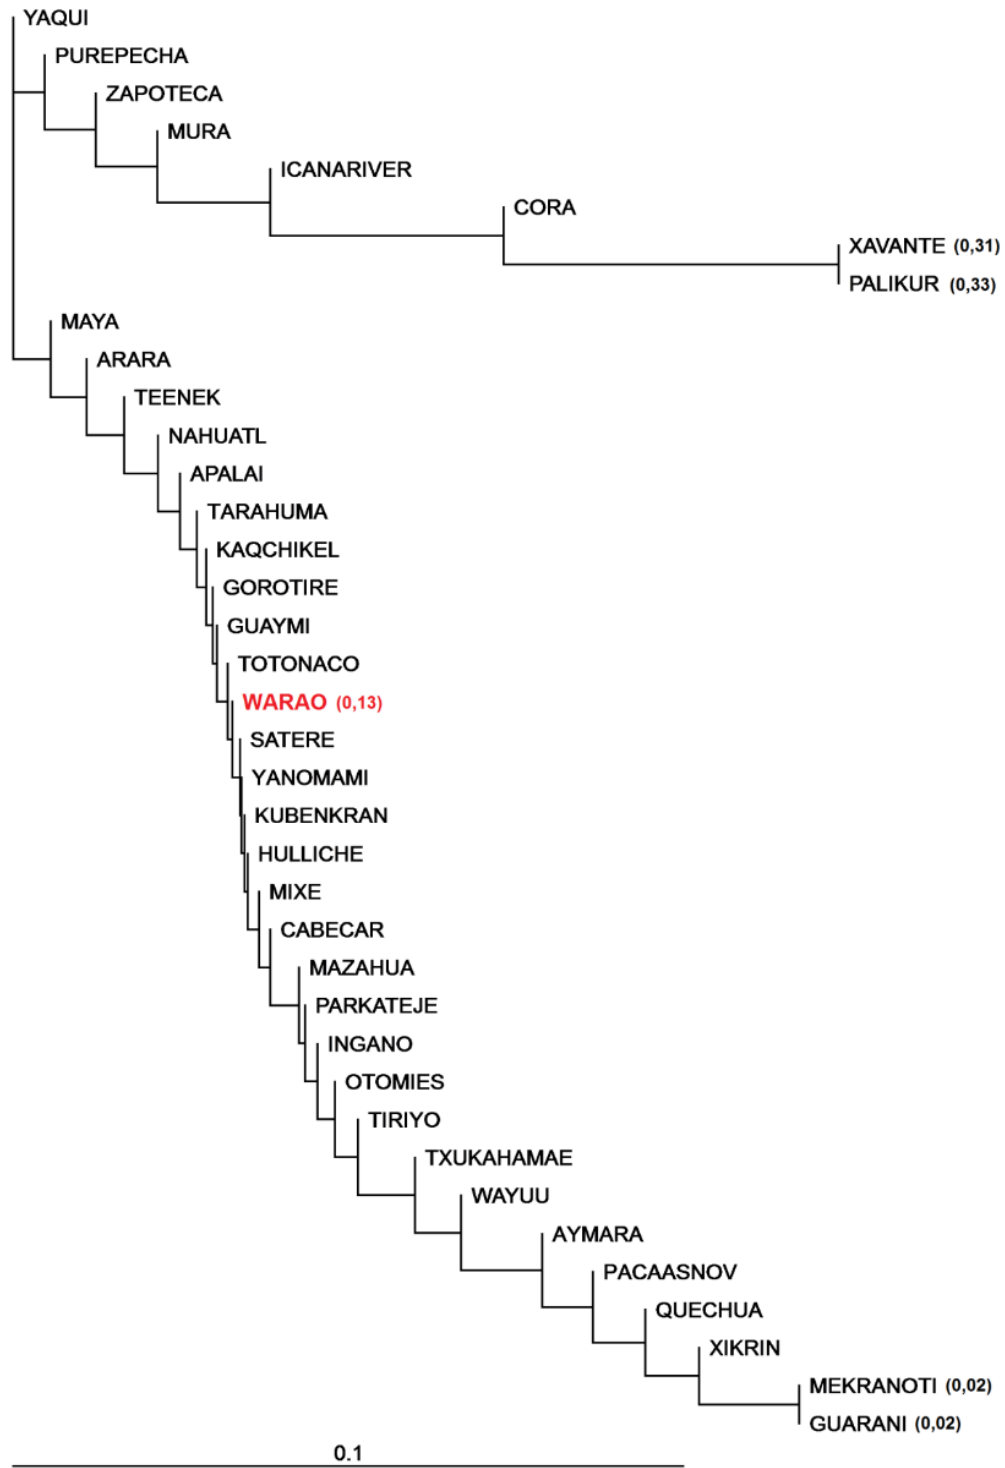 YAQUI
PUREPECHA
ZAPOTECA
MURA
ICANARIVER
CORA
XAVANTE (0,31)
PALIKUR (0,33)
MAYA
ARARA
TEENEK
NAHUATL
APALAI
TARAHUMA
KAQCHIKEL
GOROTIRE
GUAYMI
TOTONACO
WARAO (0,13)
SATERE
YANOMAMI
KUBENKRAN
HULLICHE
MIXE
CABECAR
MAZAHUA
PARKATEJE
INGANO
OTOMIES
TIRIYO
TXUKAHAMAE
WAYUU
AYMARA
PACAASNOV
QUECHUA
XIKRIN
MEKRANOTI (0,02)
GUARANI (0,02)
0.1